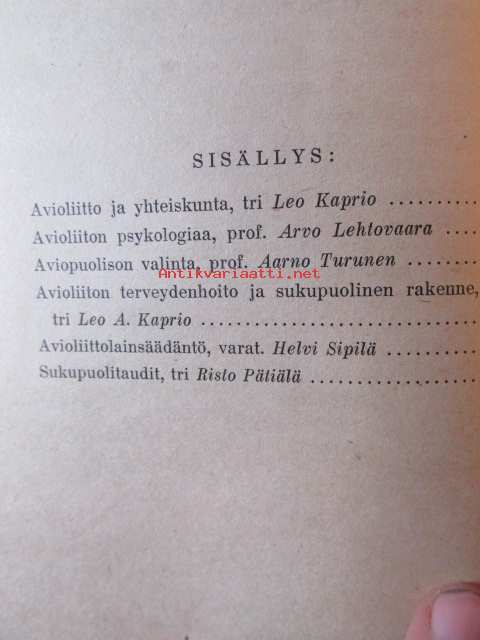 SISÄLLYS:
Avioliitto ja yhteiskunta, tri Leo Kaprio ..........
Avioliiton psykologiaa, prof. Arvo Lehtovaara ....
Aviopuolison valinta, prof. Aarno Turunen ........
Antikvariaatti.net
Avioliiton terveydenhoito ja sukupuolinen rakenne,
tri Leo A. Kaprio ..............................
Avioliittolainsäädäntö, varat. Helvi Sipilä ..........
Sukupuolitaudit, tri Risto Pätiälä ..................